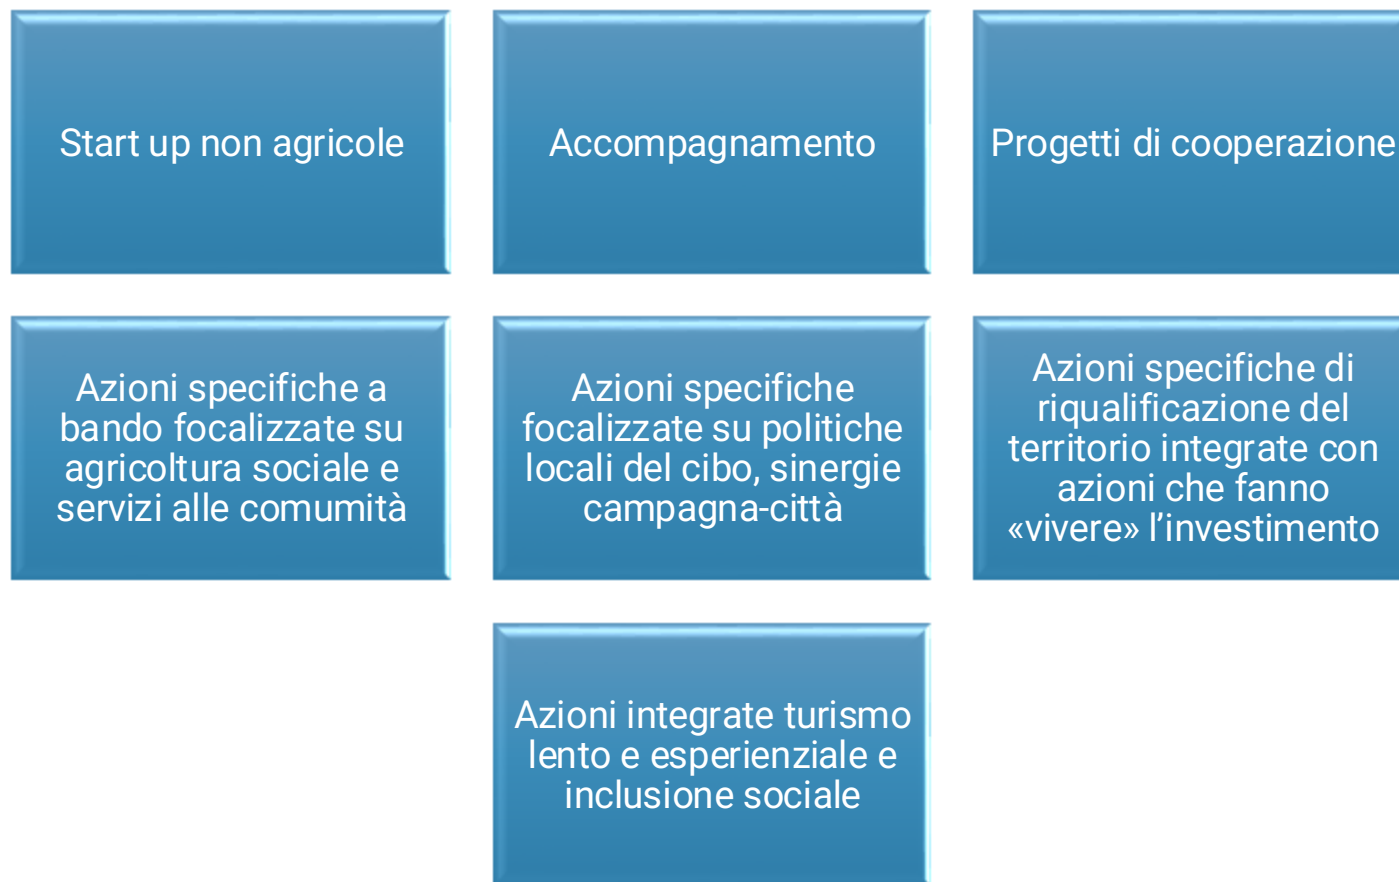 Start up non agricole
Accompagnamento
Progetti di cooperazione
Azioni specifiche a
bando focalizzate su
agricoltura sociale e
servizi alle comumità
Azioni specifiche
focalizzate su politiche
locali del cibo, sinergie
campagna-città
Azioni specifiche di
riqualificazione del
territorio integrate con
azioni che fanno
«vivere» l’investimento
Azioni integrate turismo
lento e esperienziale e
inclusione sociale